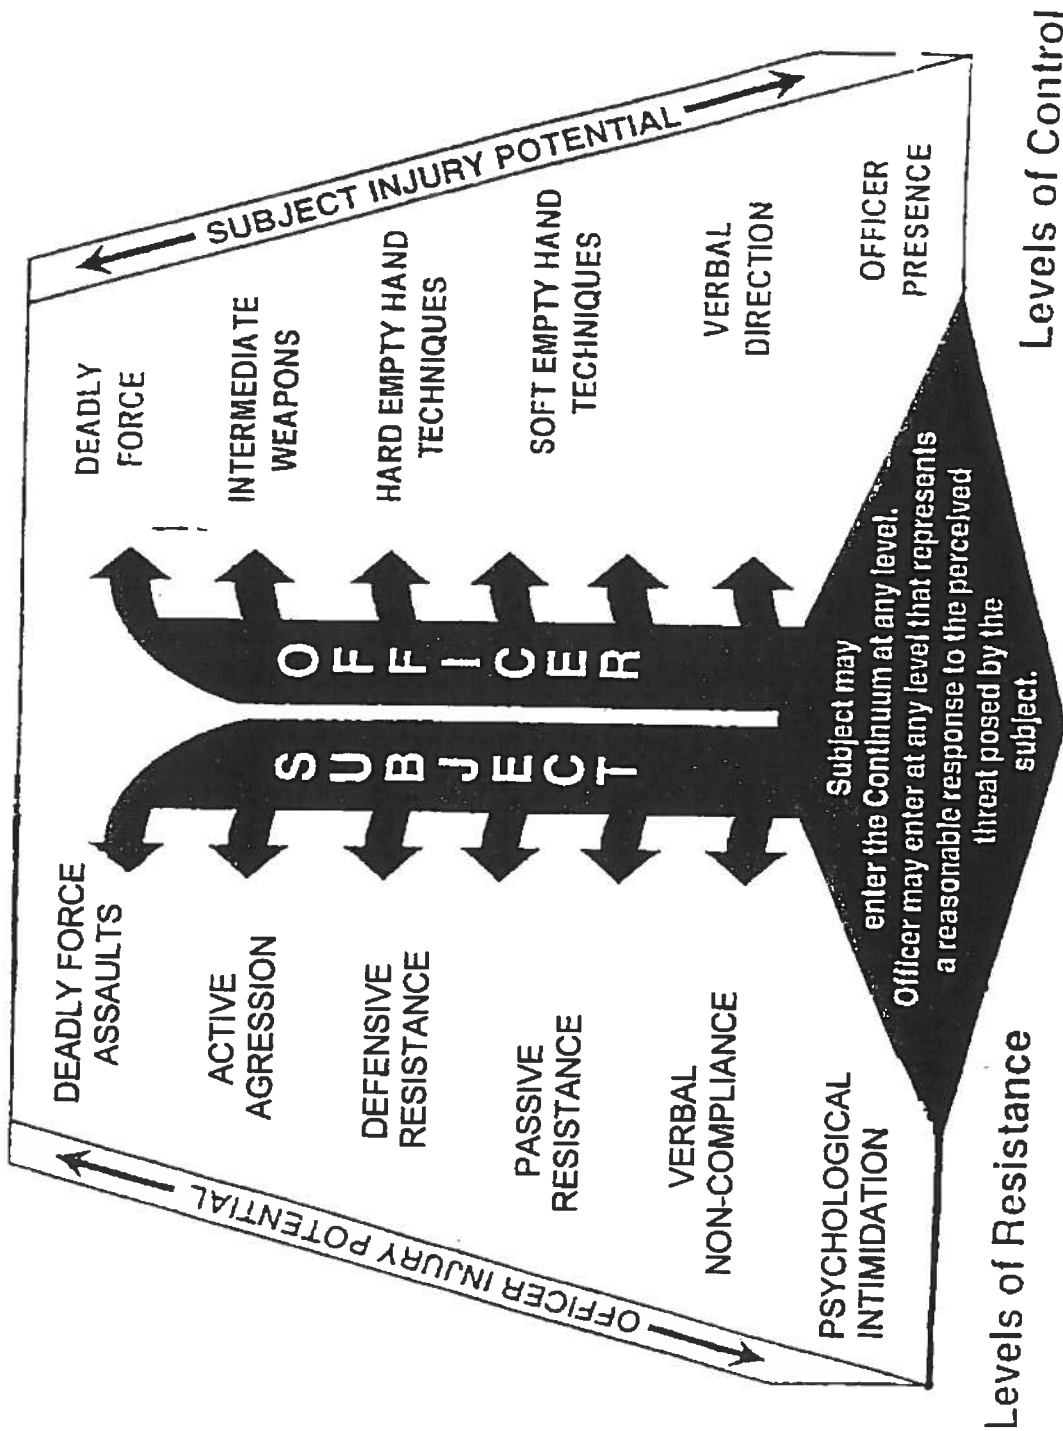 DEADLY FORCE
ASSAULTS
ACTIVE
AGRESSION
DEFENSIVE
RESISTANCE
PASSIVE
RESISTANCE
VERBAL
NON-COMPLIANCE
PSYCHOLOGICAL
INTIMIDATION
OFFICER INJURY POTENTIAL
SUBJECT
OFFICER
DEADLY
FORCE
INTERMEDIATE
WEAPONS
HARD EMPTY HAND
TECHNIQUES
SOFT EMPTY HAND
TECHNIQUES
VERBAL
DIRECTION
OFFICER
PRESENCE
SUBJECT INJURY POTENTIAL
Subject may
enter the Continuum at any level.
Officer may enter at any level that represents
a reasonable response to the perceived
threat posed by the
subject.
Levels of Resistance
Levels of Control